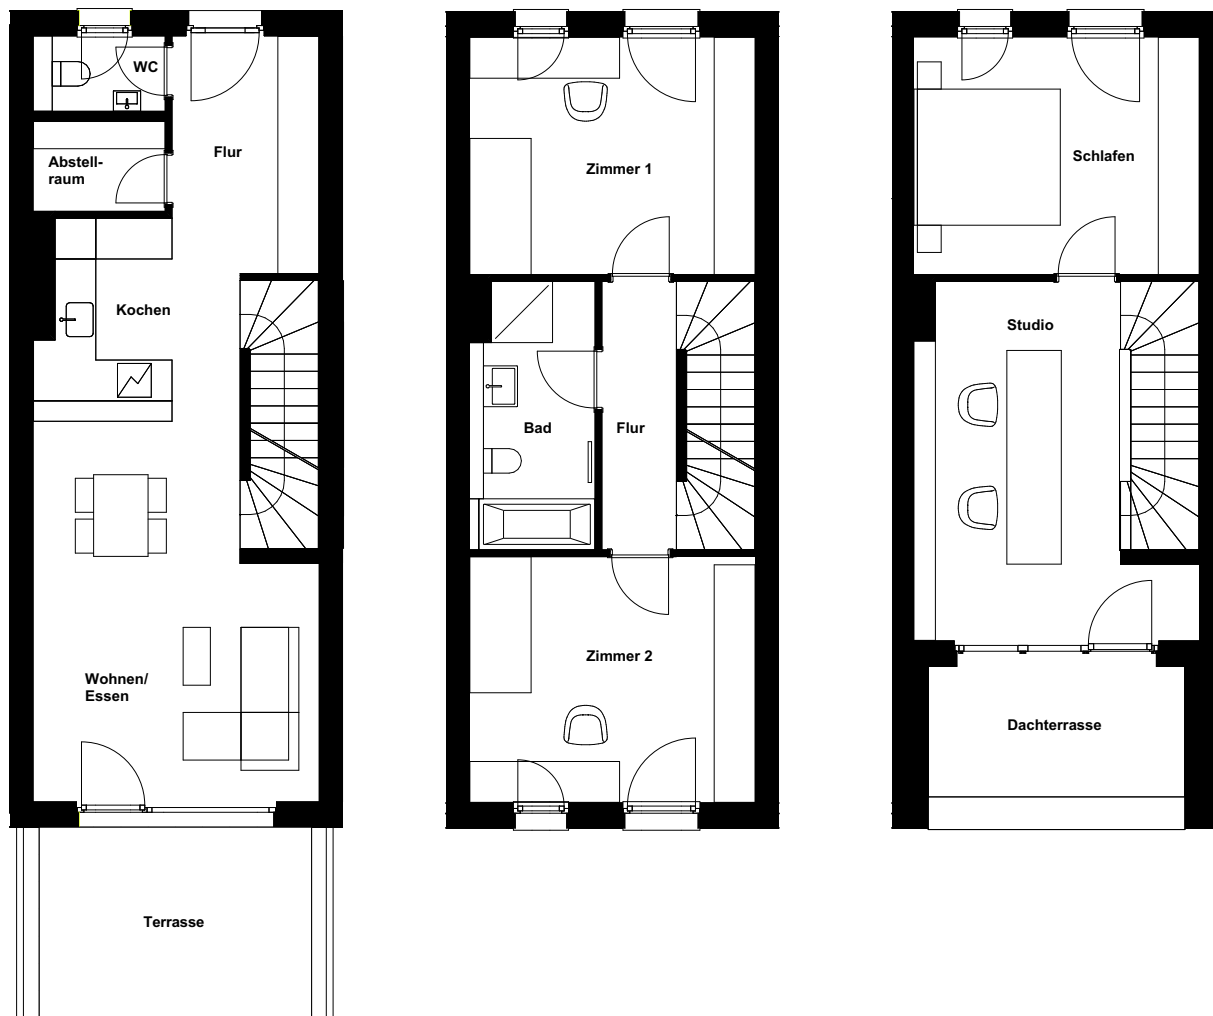 WC
Flur
Abstell-
raum
Kochen
Wohnen/
Essen
Terrasse
Zimmer 1
Bad
Flur
Zimmer 2
Schlafen
Studio
Dachterrasse